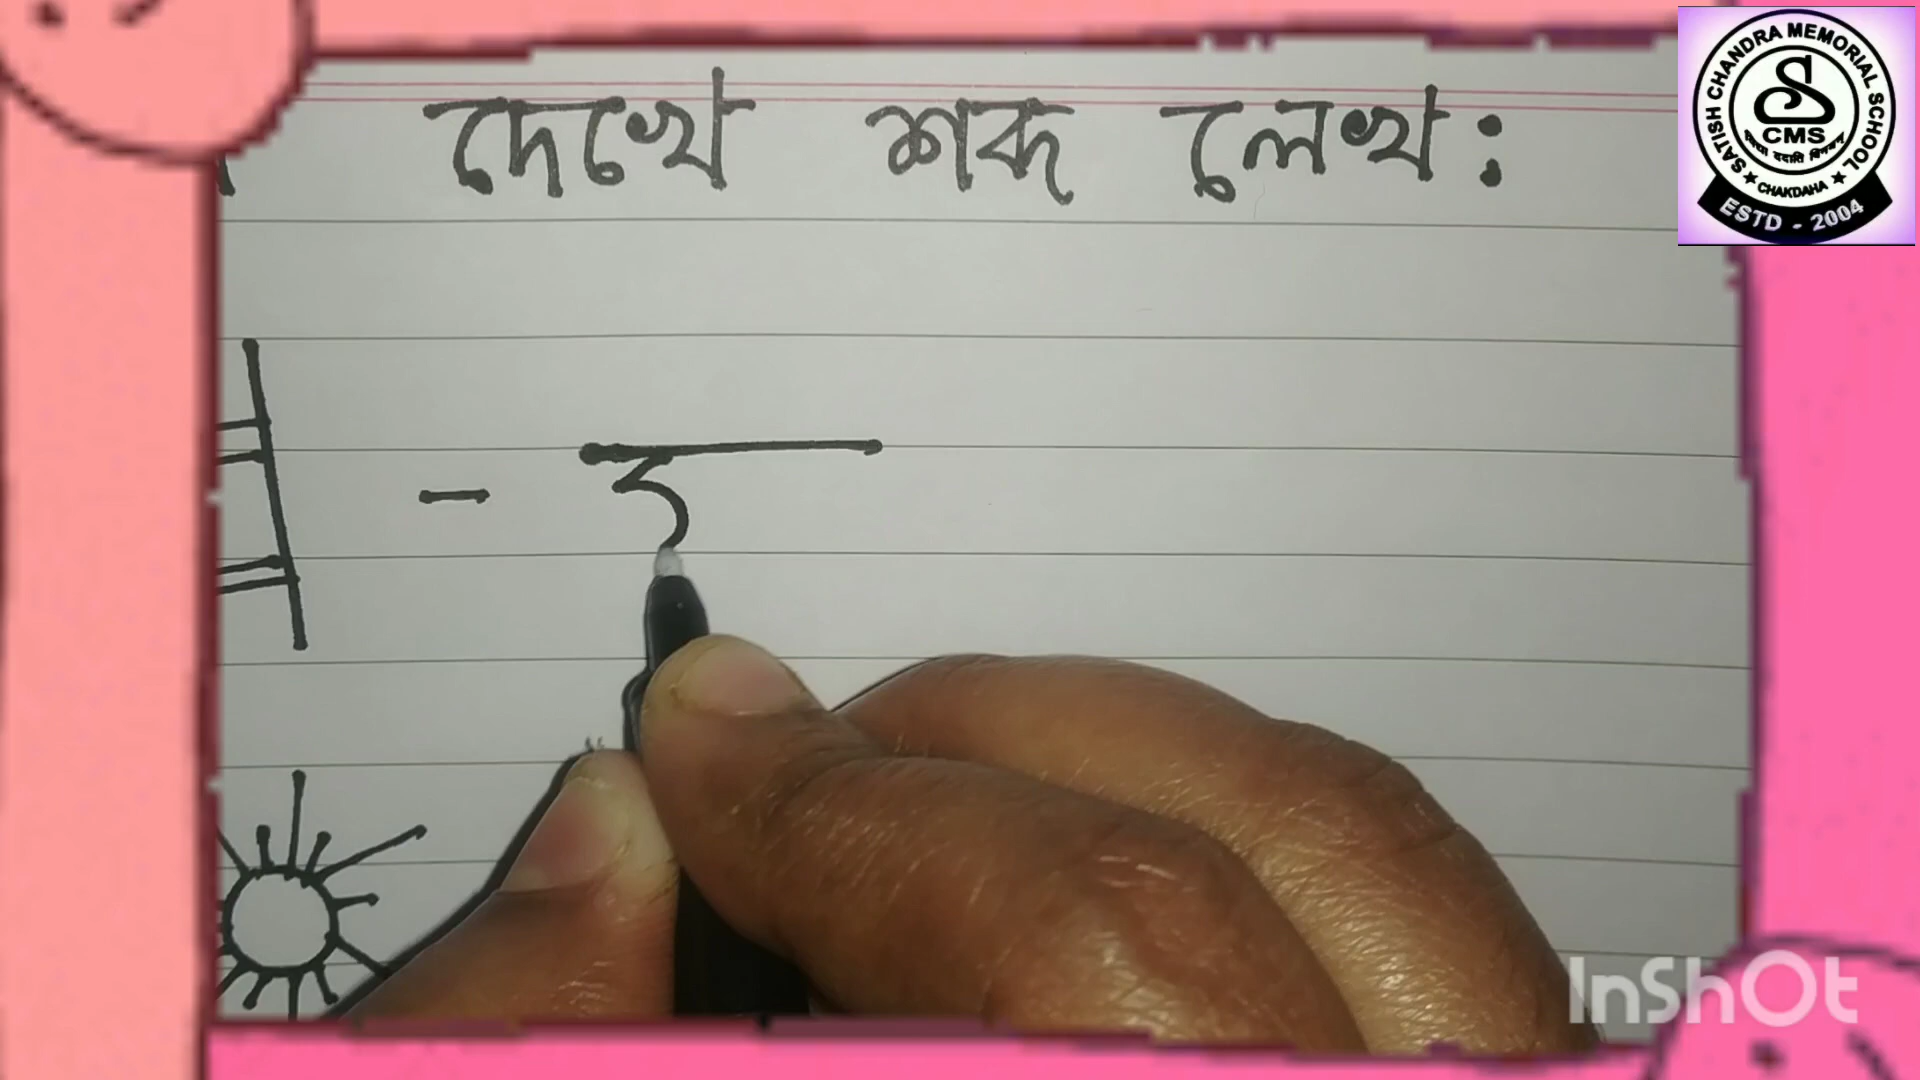 দেখে শব্দ লেখ:
SATISH CHANDRA MEMORIAL SCHOOL
S
CMS
★ CHAKDAHA ★
ESTD - 2004
-
InShOt